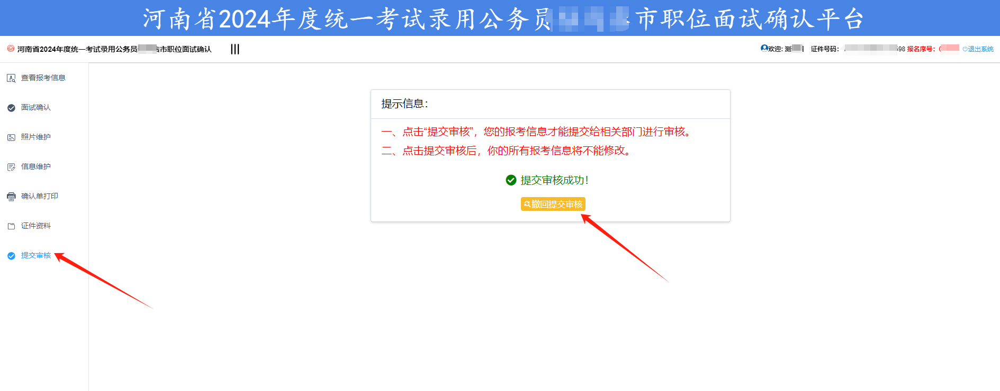 河南省2024年度统一考试录用公务员 市职位面试确认平台
河南省2024年度统一考试录用公务员 市职位面试确认
欢迎: 测 证件号码: 598 报名序号: 0 退出系统
查看报考信息
面试确认
照片维护
信息维护
确认单打印
证件资料
提交审核
提示信息：
一、点击“提交审核”，您的报考信息才能提交给相关部门进行审核。
二、点击提交审核后，你的所有报考信息将不能修改。
提交审核成功！
撤回提交审核